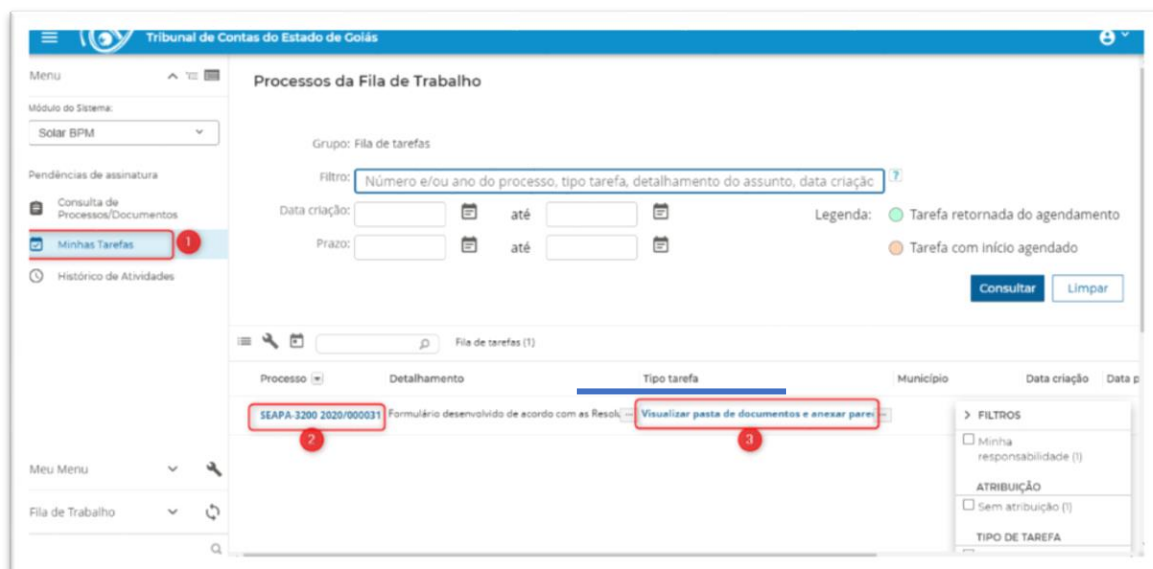 Tribunal de Contas do Estado de Goiás
Menu
Módulo do Sistema:
Solar BPM
Pendências de assinatura
Consulta de
Processos/Documentos
Minhas Tarefas
1
Histórico de Atividades
Meu Menu
Fila de Trabalho
Processos da Fila de Trabalho
Grupo: Fila de tarefas
Filtro: Número e/ou ano do processo, tipo tarefa, detalhamento do assunto, data criação ?
Data criação: até
Legenda: Tarefa retornada do agendamento
Prazo: até
Tarefa com início agendado
Consultar Limpar
Fila de tarefas (1)
Processo Detalhamento Tipo tarefa Município Data criação Data p
SEAPA-3200 2020/000031 Formulário desenvolvido de acordo com as Resolu ... Visualizar pasta de documentos e anexar pare ...
2 3
> FILTROS
Minha
responsabilidade (1)
ATRIBUIÇÃO
Sem atribuição (1)
TIPO DE TAREFA